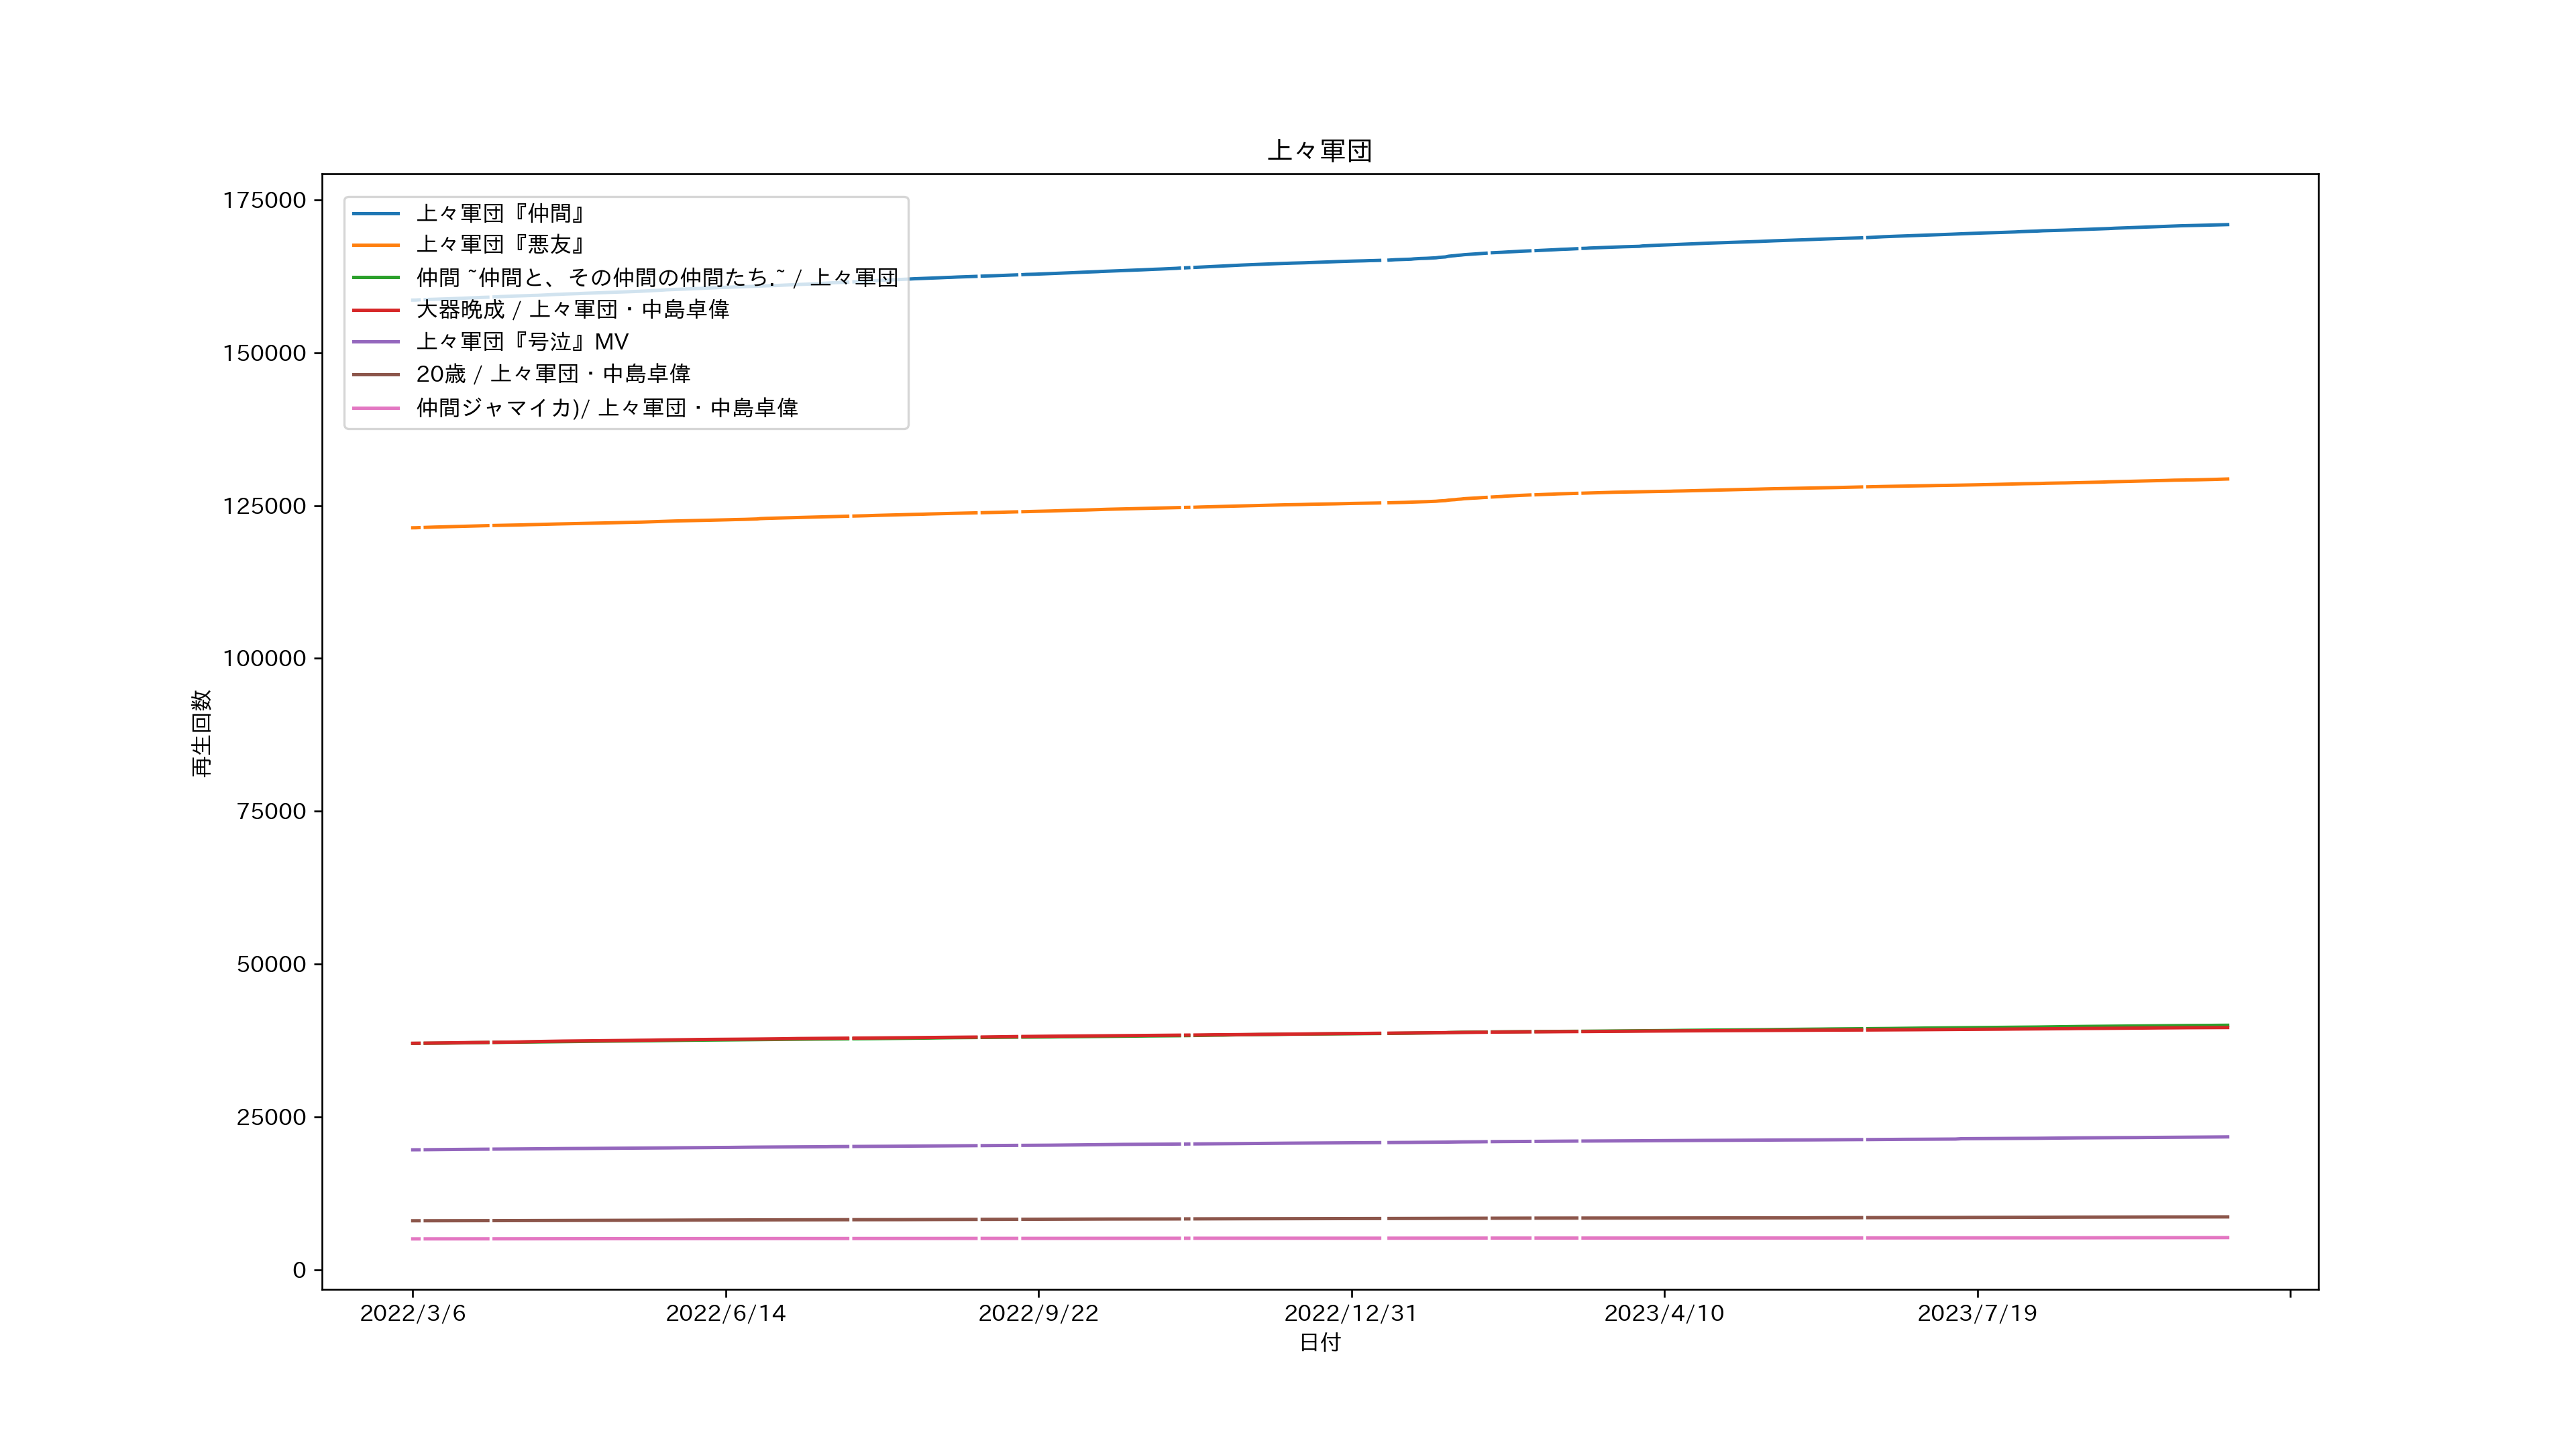 上々軍団
175000
150000
125000
100000
75000
50000
25000
0
再生回数
上々軍団『仲間』
上々軍団『悪友』
仲間 ~仲間と、その仲間の仲間たち.~ / 上々軍団
大器晩成 / 上々軍団・中島卓偉
上々軍団『号泣』MV
20歳 / 上々軍団・中島卓偉
仲間ジャマイカ)/ 上々軍団・中島卓偉
2022/3/6
2022/6/14
2022/9/22
2022/12/31
2023/4/10
2023/7/19
日付